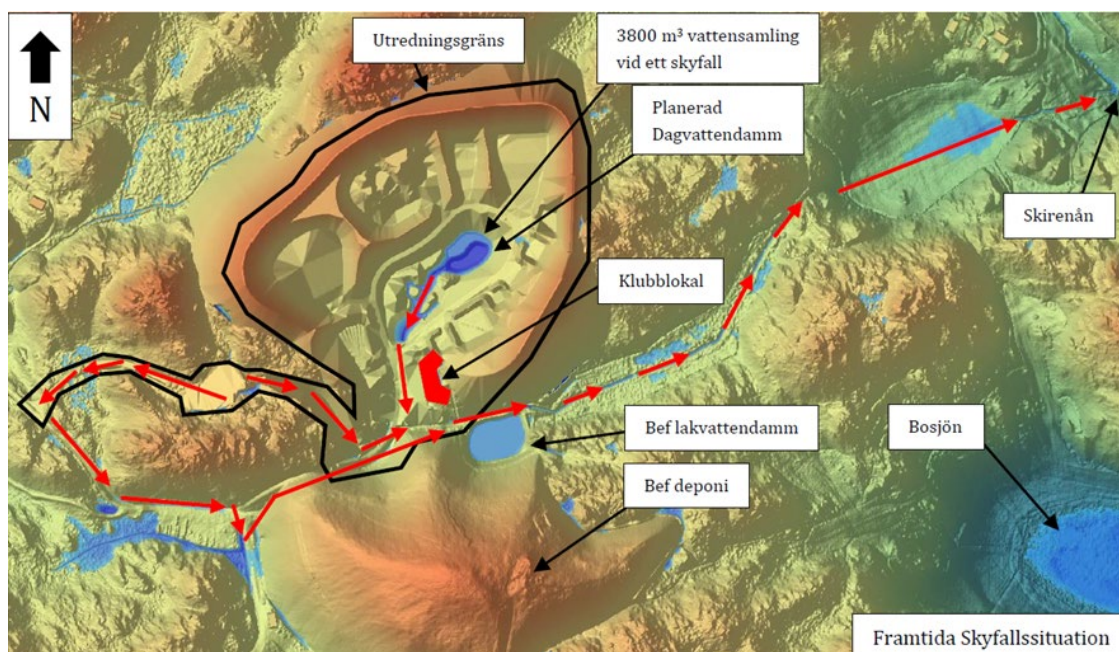 N
Utredningsgräns
3800 m³ vattensamling
vid ett skyfall
Planerad
Dagvattendamm
Skirenån
Klubblokal
Bef lakvattendamm
Bosjön
Bef deponi
Framtida Skyfallssituation